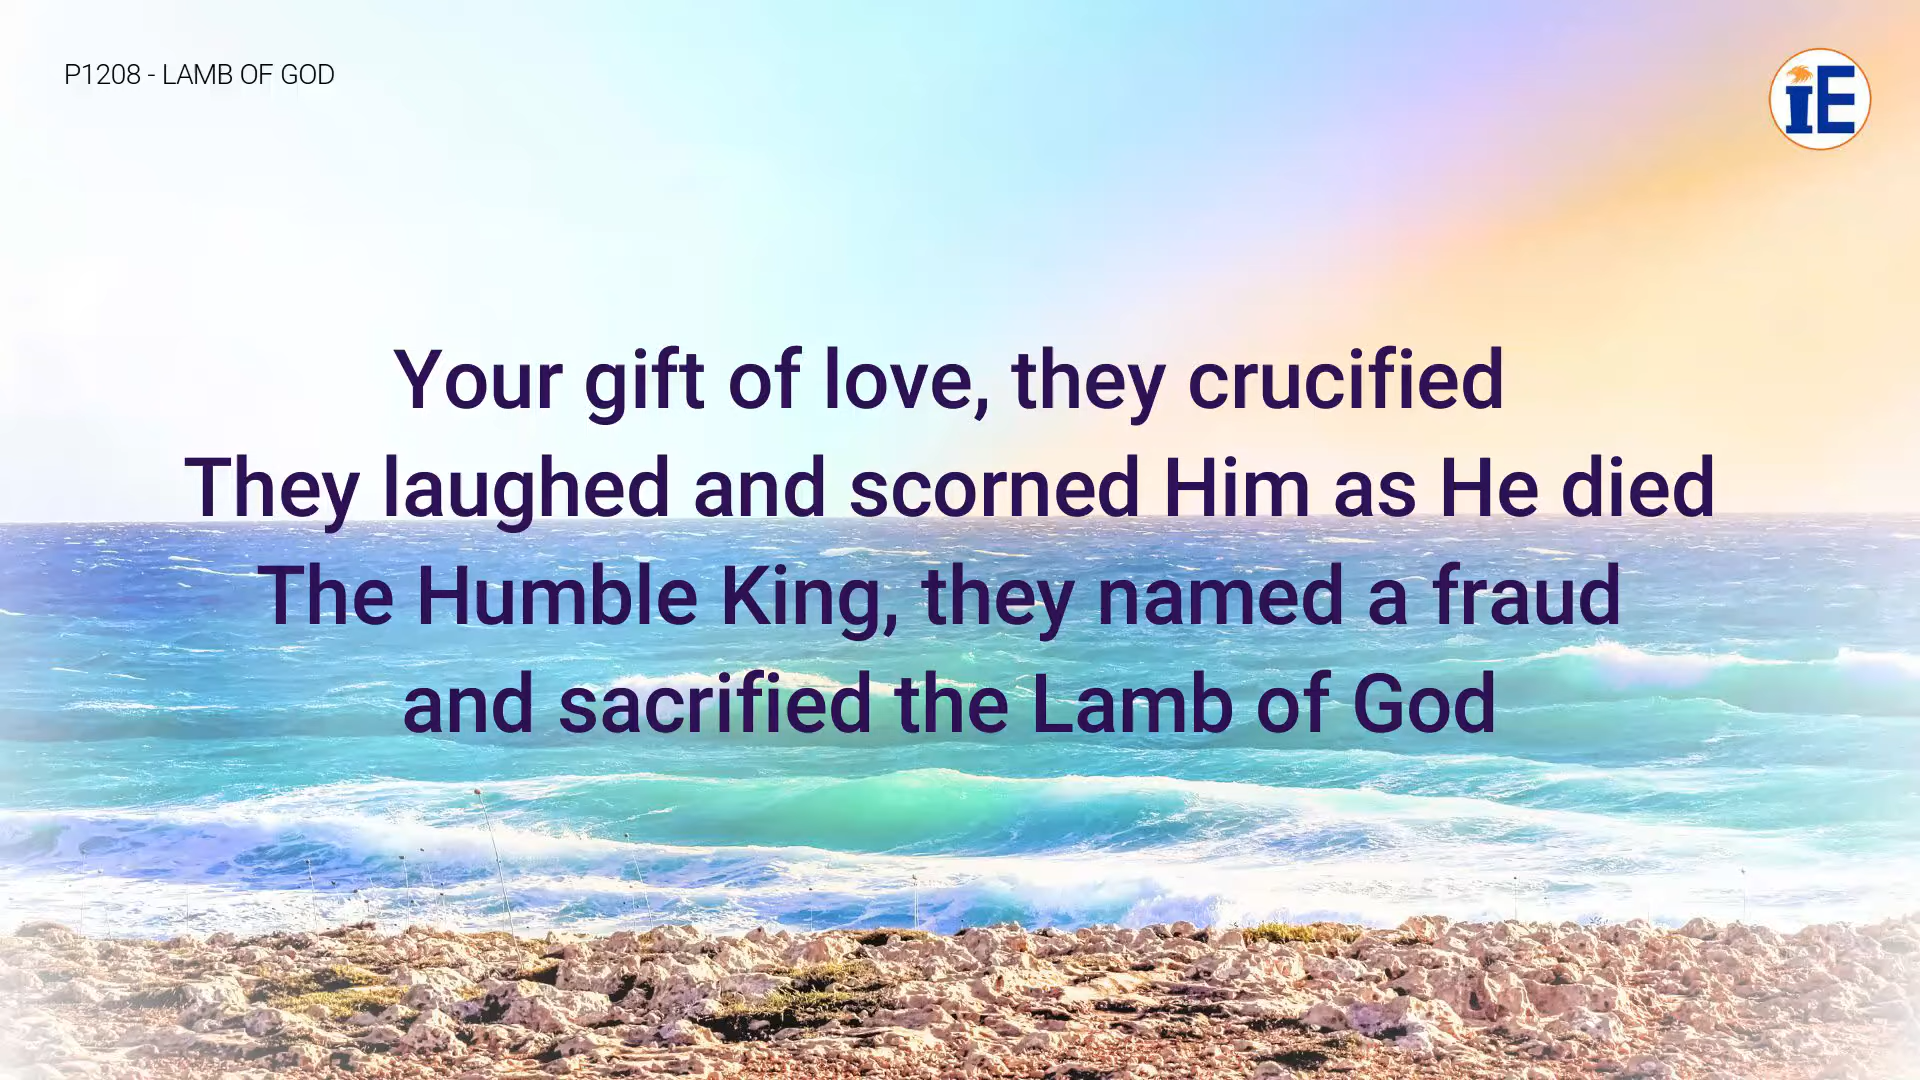 P1208 - LAMB OF GOD
iE
Your gift of love, they crucified
They laughed and scorned Him as He died
The Humble King, they named a fraud
and sacrified the Lamb of God